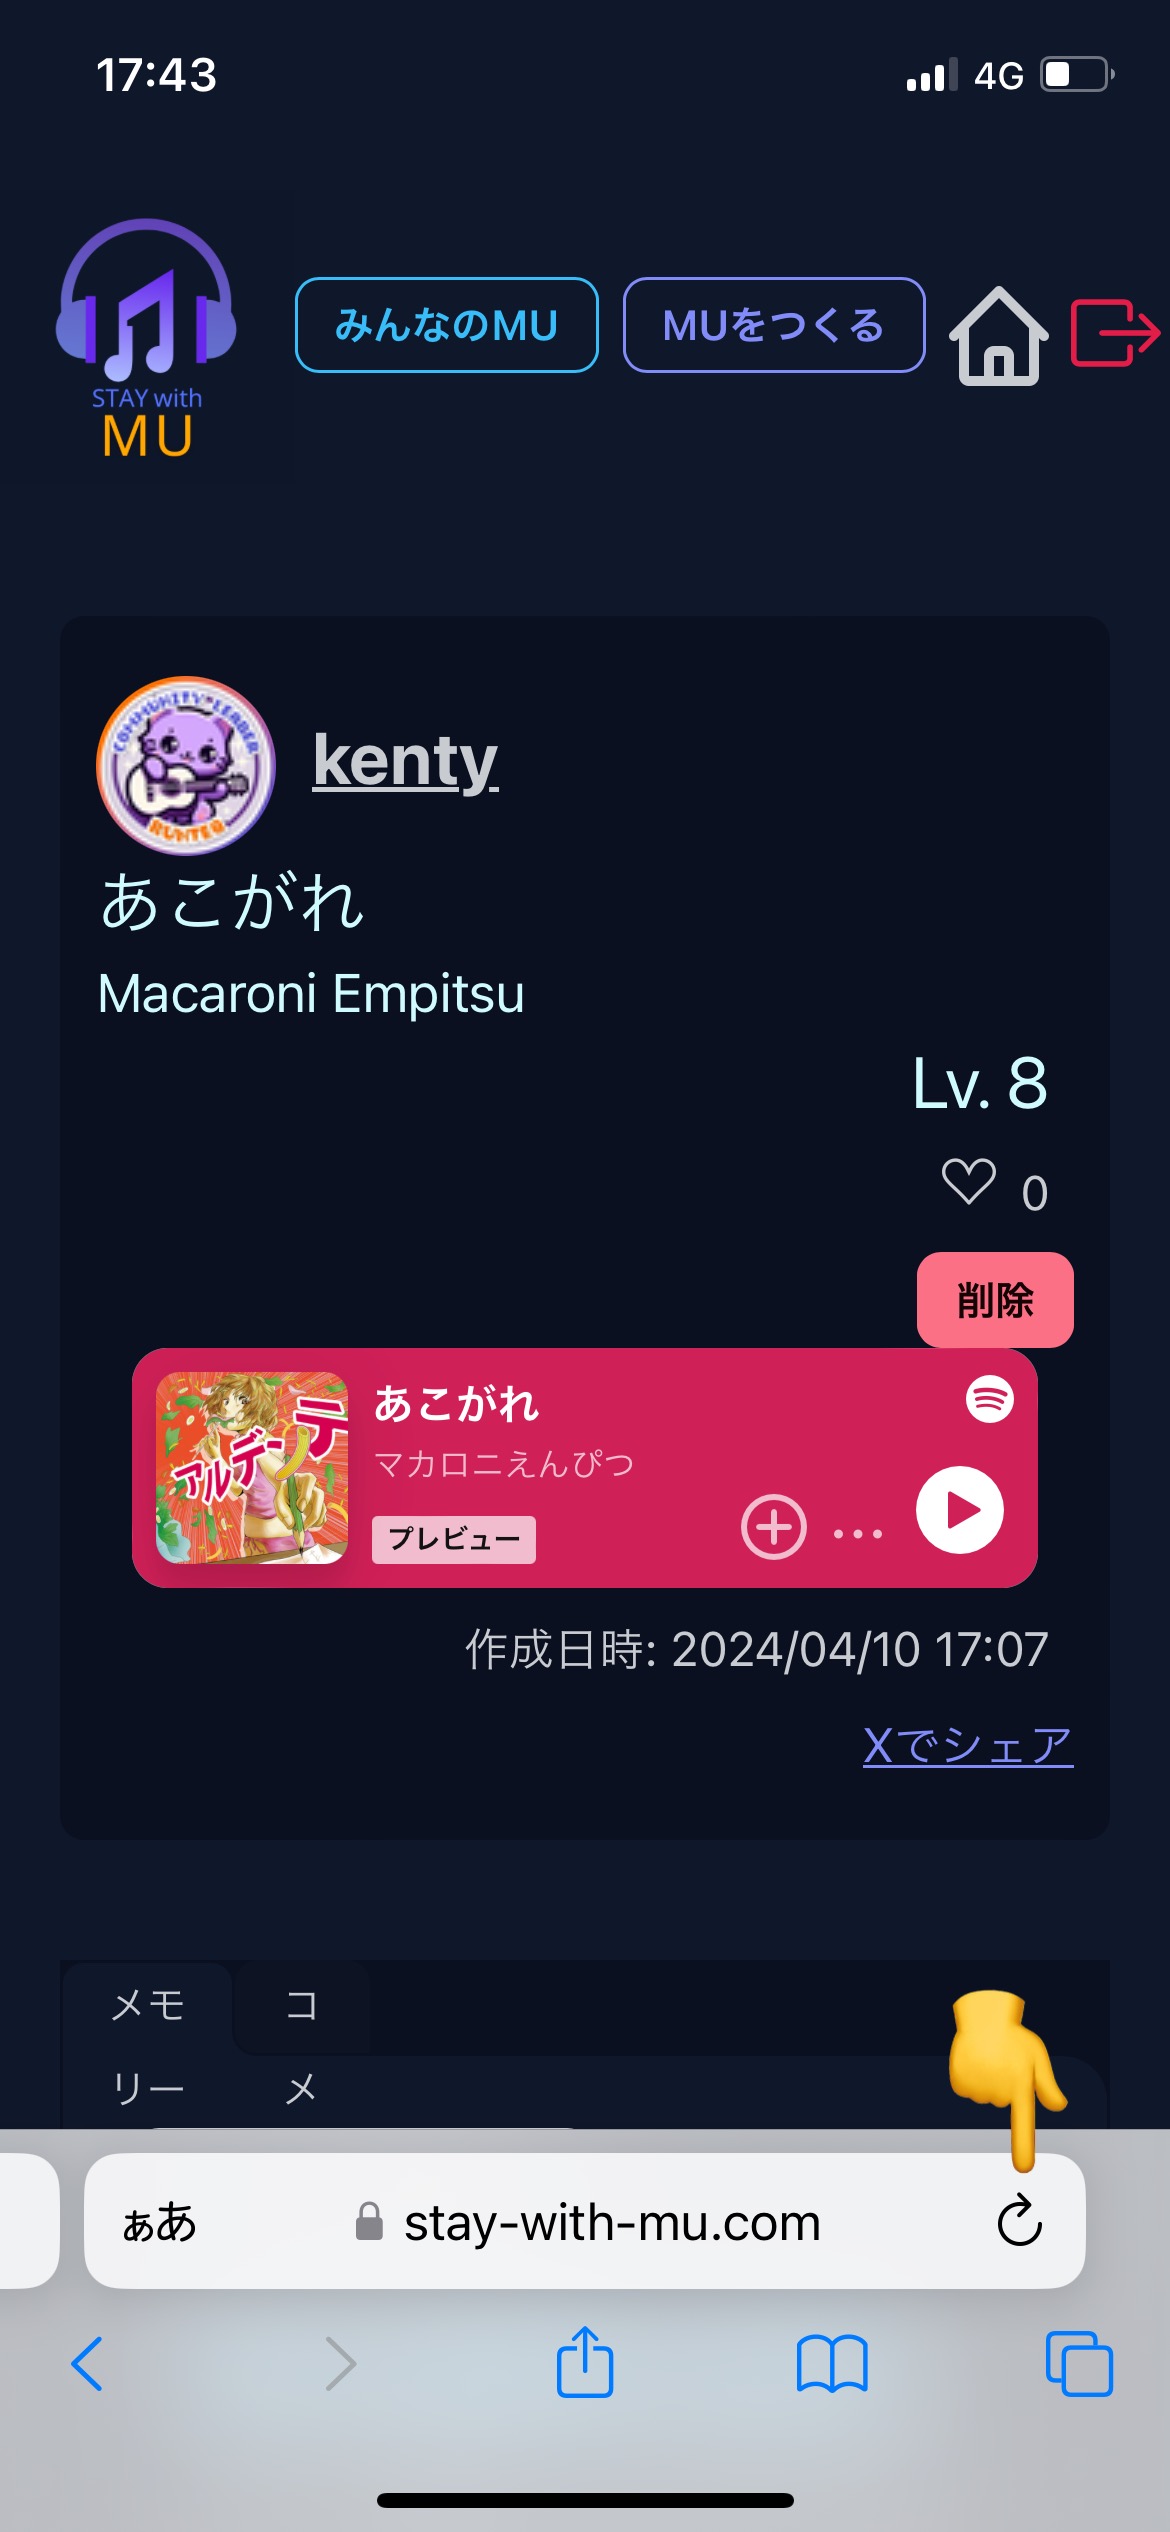 17:43
4G
STAY with
MU
みんなのMU
MUをつくる
COMMUNITY LEADER
RUNTEQ
kenty
あこがれ
Macaroni Empitsu
Lv. 8
0
削除
アルデンテ
あこがれ
マカロニえんぴつ
プレビュー
作成日時: 2024/04/10 17:07
Xでシェア
メモ
リー
コ
メ
ぁあ
stay-with-mu.com